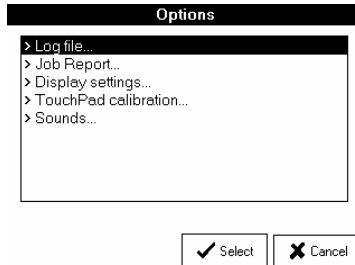 Options
> Log file...
> Job Report...
> Display settings...
> TouchPad calibration...
> Sounds...
Select
Cancel